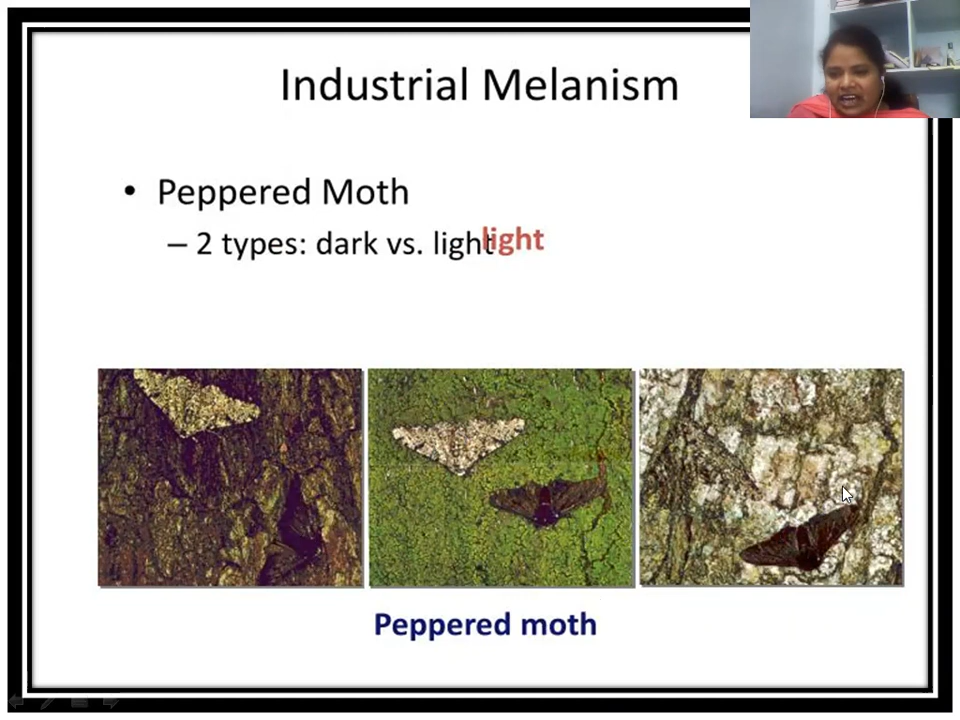 Industrial Melanism
• Peppered Moth
– 2 types: dark vs. light light
Peppered moth